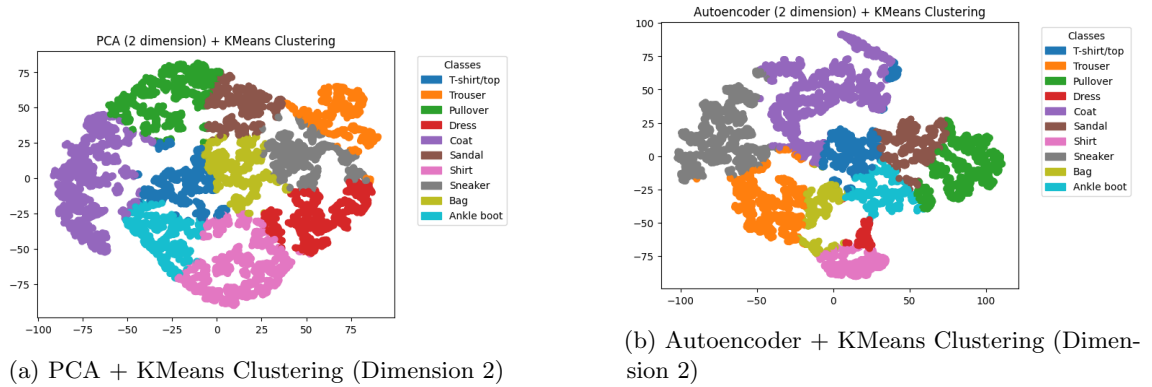 PCA (2 dimension) + KMeans Clustering
75
50
25
0
−25
−50
−75
−100
−75
−50
−25
0
25
50
75
Classes
T-shirt/top
Trouser
Pullover
Dress
Coat
Sandal
Shirt
Sneaker
Bag
Ankle boot
(a) PCA + KMeans Clustering (Dimension 2)
Autoencoder (2 dimension) + KMeans Clustering
100
75
50
25
0
−25
−50
−75
−100
−50
0
50
100
Classes
T-shirt/top
Trouser
Pullover
Dress
Coat
Sandal
Shirt
Sneaker
Bag
Ankle boot
(b) Autoencoder + KMeans Clustering (Dimen-
sion 2)